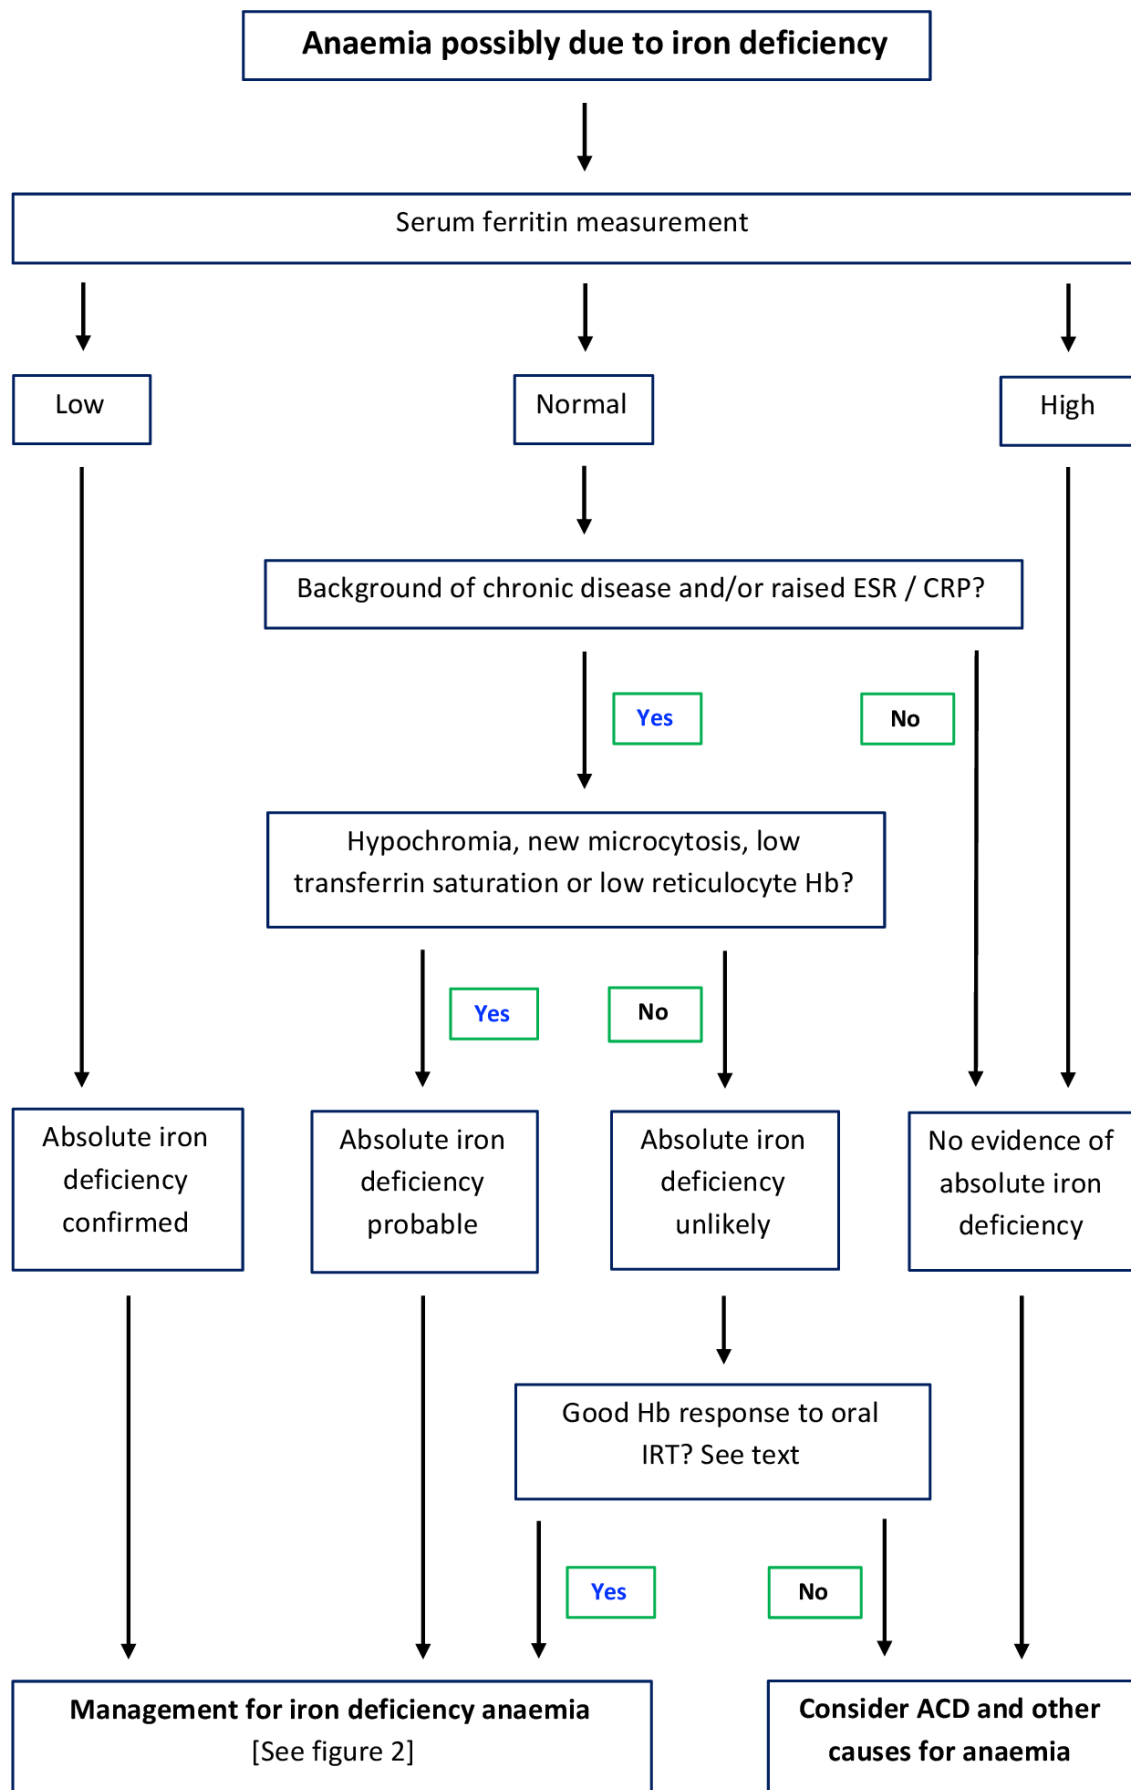 Anaemia possibly due to iron deficiency
Serum ferritin measurement
Low
Normal
High
Background of chronic disease and/or raised ESR / CRP?
Yes
No
Hypochromia, new microcytosis, low
transferrin saturation or low reticulocyte Hb?
Yes
No
Absolute iron
deficiency
confirmed
Absolute iron
deficiency
probable
Absolute iron
deficiency
unlikely
No evidence of
absolute iron
deficiency
Good Hb response to oral
IRT? See text
Yes
No
Management for iron deficiency anaemia
[See figure 2]
Consider ACD and other
causes for anaemia